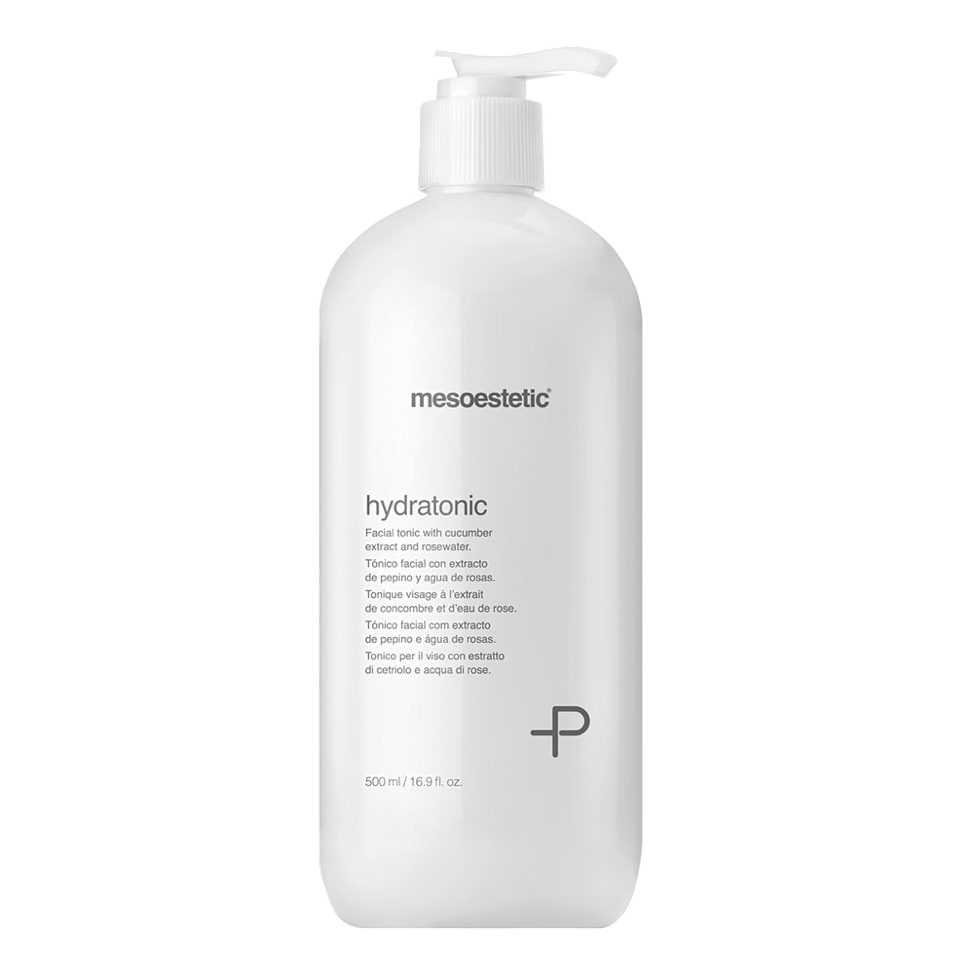 mesoestetic®
hydratonic
Facial tonic with cucumber
extract and rosewater.
Tónico facial con extracto
de pepino y agua de rosas.
Tonique visage à l'extrait
de concombre et d'eau de rose.
Tónico facial com extracto
de pepino e água de rosas.
Tonico per il viso con estratto
di cetriolo e acqua di rose.
P
500 ml / 16.9 fl. oz.